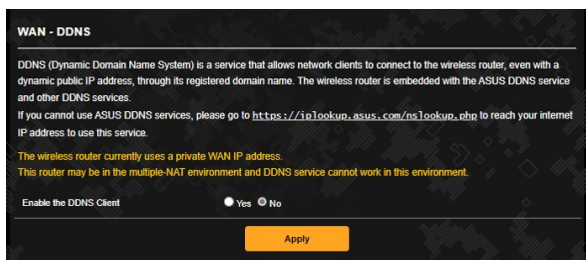 WAN - DDNS
DDNS (Dynamic Domain Name System) is a service that allows network clients to connect to the wireless router, even with a
dynamic public IP address, through its registered domain name. The wireless router is embedded with the ASUS DDNS service
and other DDNS services.
If you cannot use ASUS DDNS services, please go to https://iplookup.asus.com/nslookup.php to reach your internet
IP address to use this service.
The wireless router currently uses a private WAN IP address.
This router may be in the multiple-NAT environment and DDNS service cannot work in this environment.
Enable the DDNS Client Yes No
Apply